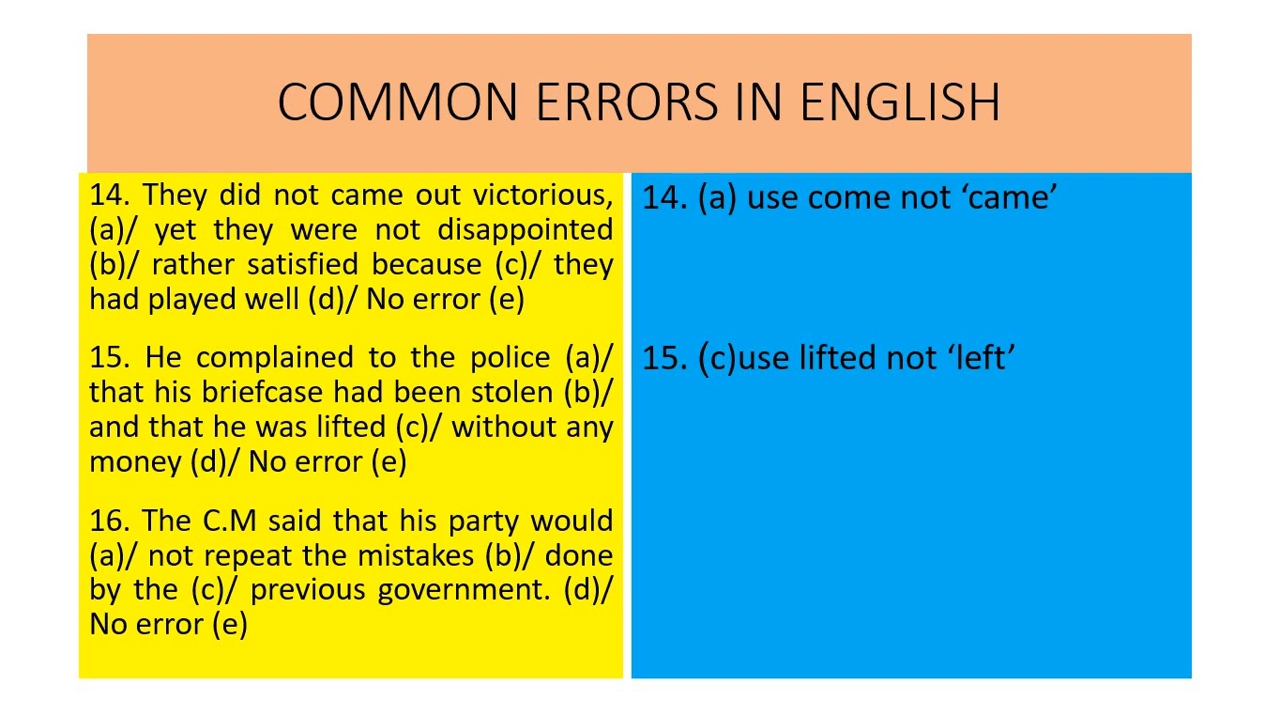 COMMON ERRORS IN ENGLISH
14. They did not came out victorious,
(a)/ yet they were not disappointed
(b)/ rather satisfied because (c)/ they
had played well (d)/ No error (e)
15. He complained to the police (a)/
that his briefcase had been stolen (b)/
and that he was lifted (c)/ without any
money (d)/ No error (e)
16. The C.M said that his party would
(a)/ not repeat the mistakes (b)/ done
by the (c)/ previous government. (d)/
No error (e)
14. (a) use come not ‘came’
15. (c)use lifted not ‘left’